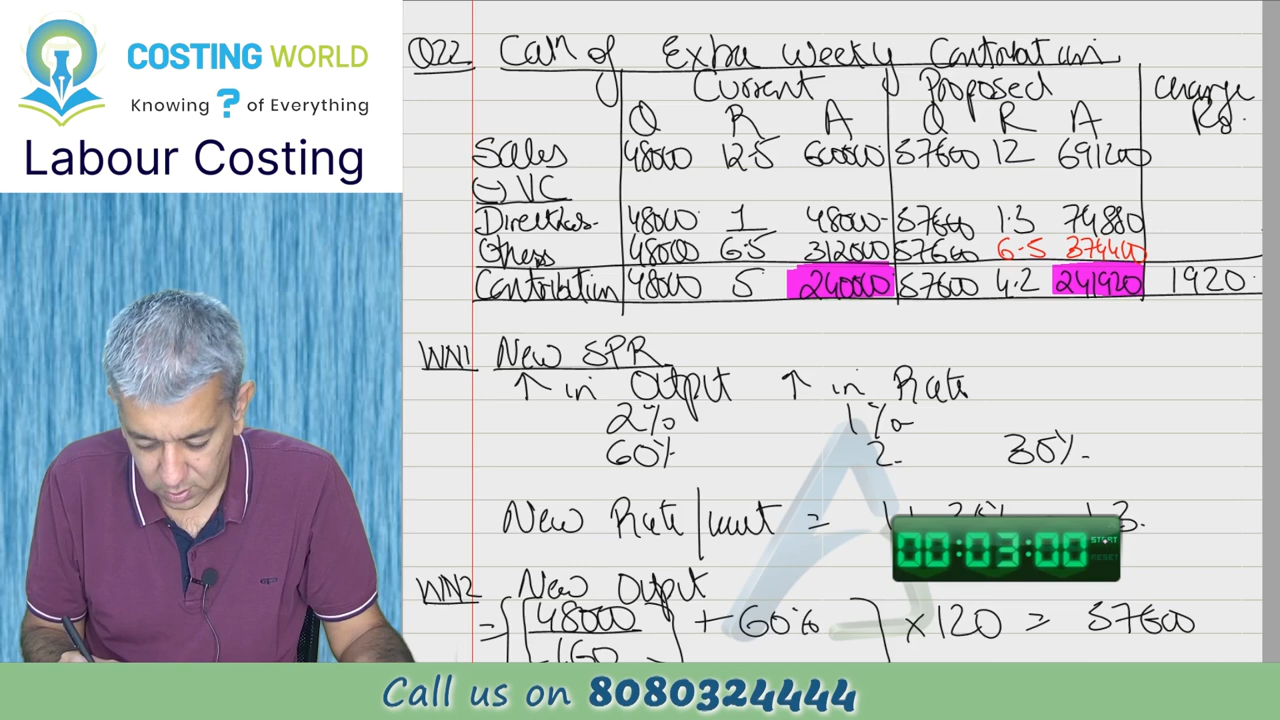 COSTING WORLD
Knowing ? of Everything
Labour Costing
Q22 Calⁿ of Extra Weekly Contribution
Current Proposed Change
Q R A Q R A Rs.
Sales 48000 12.5 600000 57600 12 691200
(-) VC
Direct 48000 1 48000 57600 1.3 74880
Others 48000 6.5 312000 57600 6.5 374400
Contribution 48000 5 240000 57600 4.2 241920 1920
WN1 New SPR
↑ in Output ↑ in Rate
2% 1%
60% 30%
New Rate/unit =
00:03:00
START
RESET
WN2 New Output
= {[48000/160] + 60%} × 120 = 57600
Call us on 8080324444